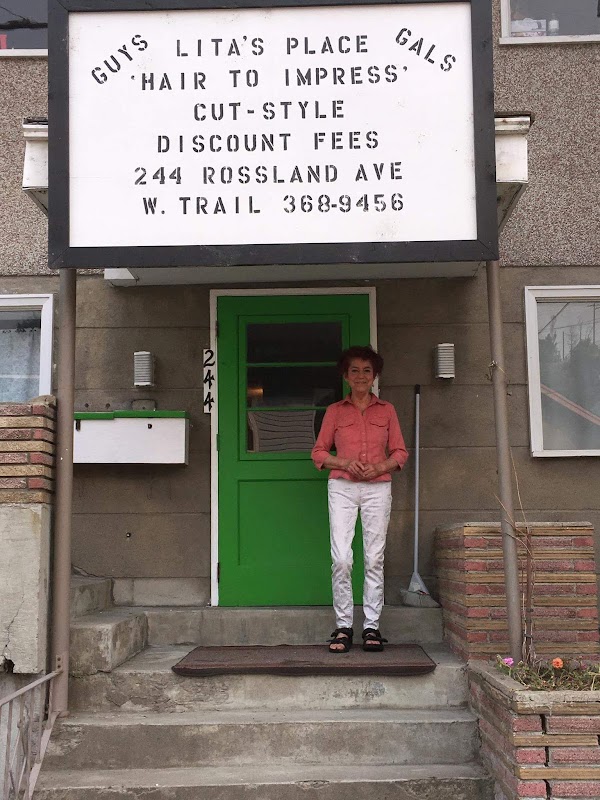 GUYS LITA'S PLACE GALS
'HAIR TO IMPRESS'
CUT-STYLE
DISCOUNT FEES
244 ROSSLAND AVE
W. TRAIL 368-9456
244